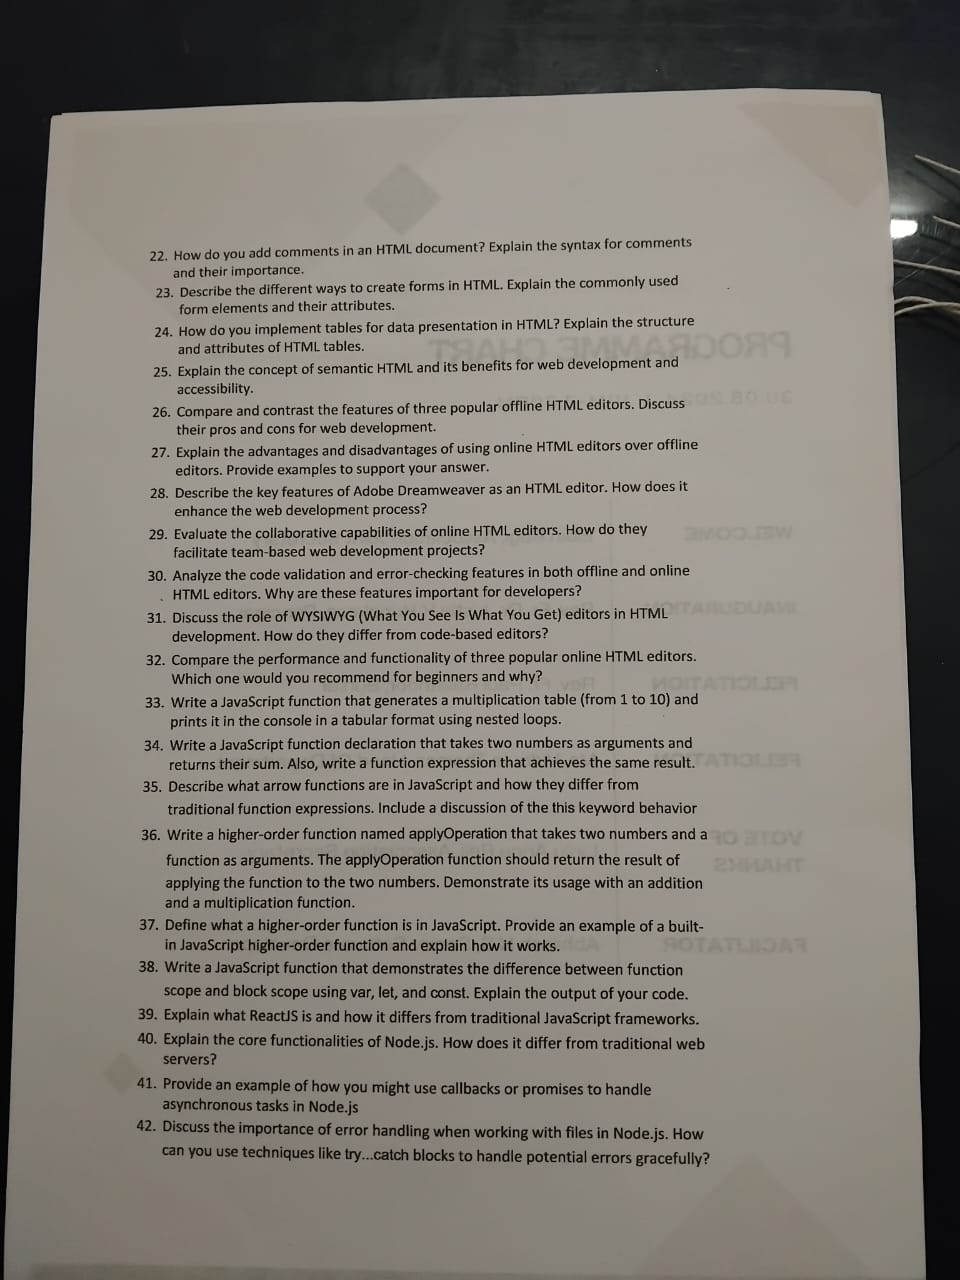 22. How do you add comments in an HTML document? Explain the syntax for comments
and their importance.
23. Describe the different ways to create forms in HTML. Explain the commonly used
form elements and their attributes.
24. How do you implement tables for data presentation in HTML? Explain the structure
and attributes of HTML tables.
25. Explain the concept of semantic HTML and its benefits for web development and
accessibility.
26. Compare and contrast the features of three popular offline HTML editors. Discuss
their pros and cons for web development.
27. Explain the advantages and disadvantages of using online HTML editors over offline
editors. Provide examples to support your answer.
28. Describe the key features of Adobe Dreamweaver as an HTML editor. How does it
enhance the web development process?
29. Evaluate the collaborative capabilities of online HTML editors. How do they
facilitate team-based web development projects?
30. Analyze the code validation and error-checking features in both offline and online
HTML editors. Why are these features important for developers?
31. Discuss the role of WYSIWYG (What You See Is What You Get) editors in HTML
development. How do they differ from code-based editors?
32. Compare the performance and functionality of three popular online HTML editors.
Which one would you recommend for beginners and why?
33. Write a JavaScript function that generates a multiplication table (from 1 to 10) and
prints it in the console in a tabular format using nested loops.
34. Write a JavaScript function declaration that takes two numbers as arguments and
returns their sum. Also, write a function expression that achieves the same result.
35. Describe what arrow functions are in JavaScript and how they differ from
traditional function expressions. Include a discussion of the this keyword behavior
36. Write a higher-order function named applyOperation that takes two numbers and a
function as arguments. The applyOperation function should return the result of
applying the function to the two numbers. Demonstrate its usage with an addition
and a multiplication function.
37. Define what a higher-order function is in JavaScript. Provide an example of a built-
in JavaScript higher-order function and explain how it works.
38. Write a JavaScript function that demonstrates the difference between function
scope and block scope using var, let, and const. Explain the output of your code.
39. Explain what ReactJS is and how it differs from traditional JavaScript frameworks.
40. Explain the core functionalities of Node.js. How does it differ from traditional web
servers?
41. Provide an example of how you might use callbacks or promises to handle
asynchronous tasks in Node.js
42. Discuss the importance of error handling when working with files in Node.js. How
can you use techniques like try...catch blocks to handle potential errors gracefully?
PROGRAMME CHART
WELCOME
INAUGURATION
FELICITATION
FELICITATION
VOTE OF
THANKS
FACILITATOR